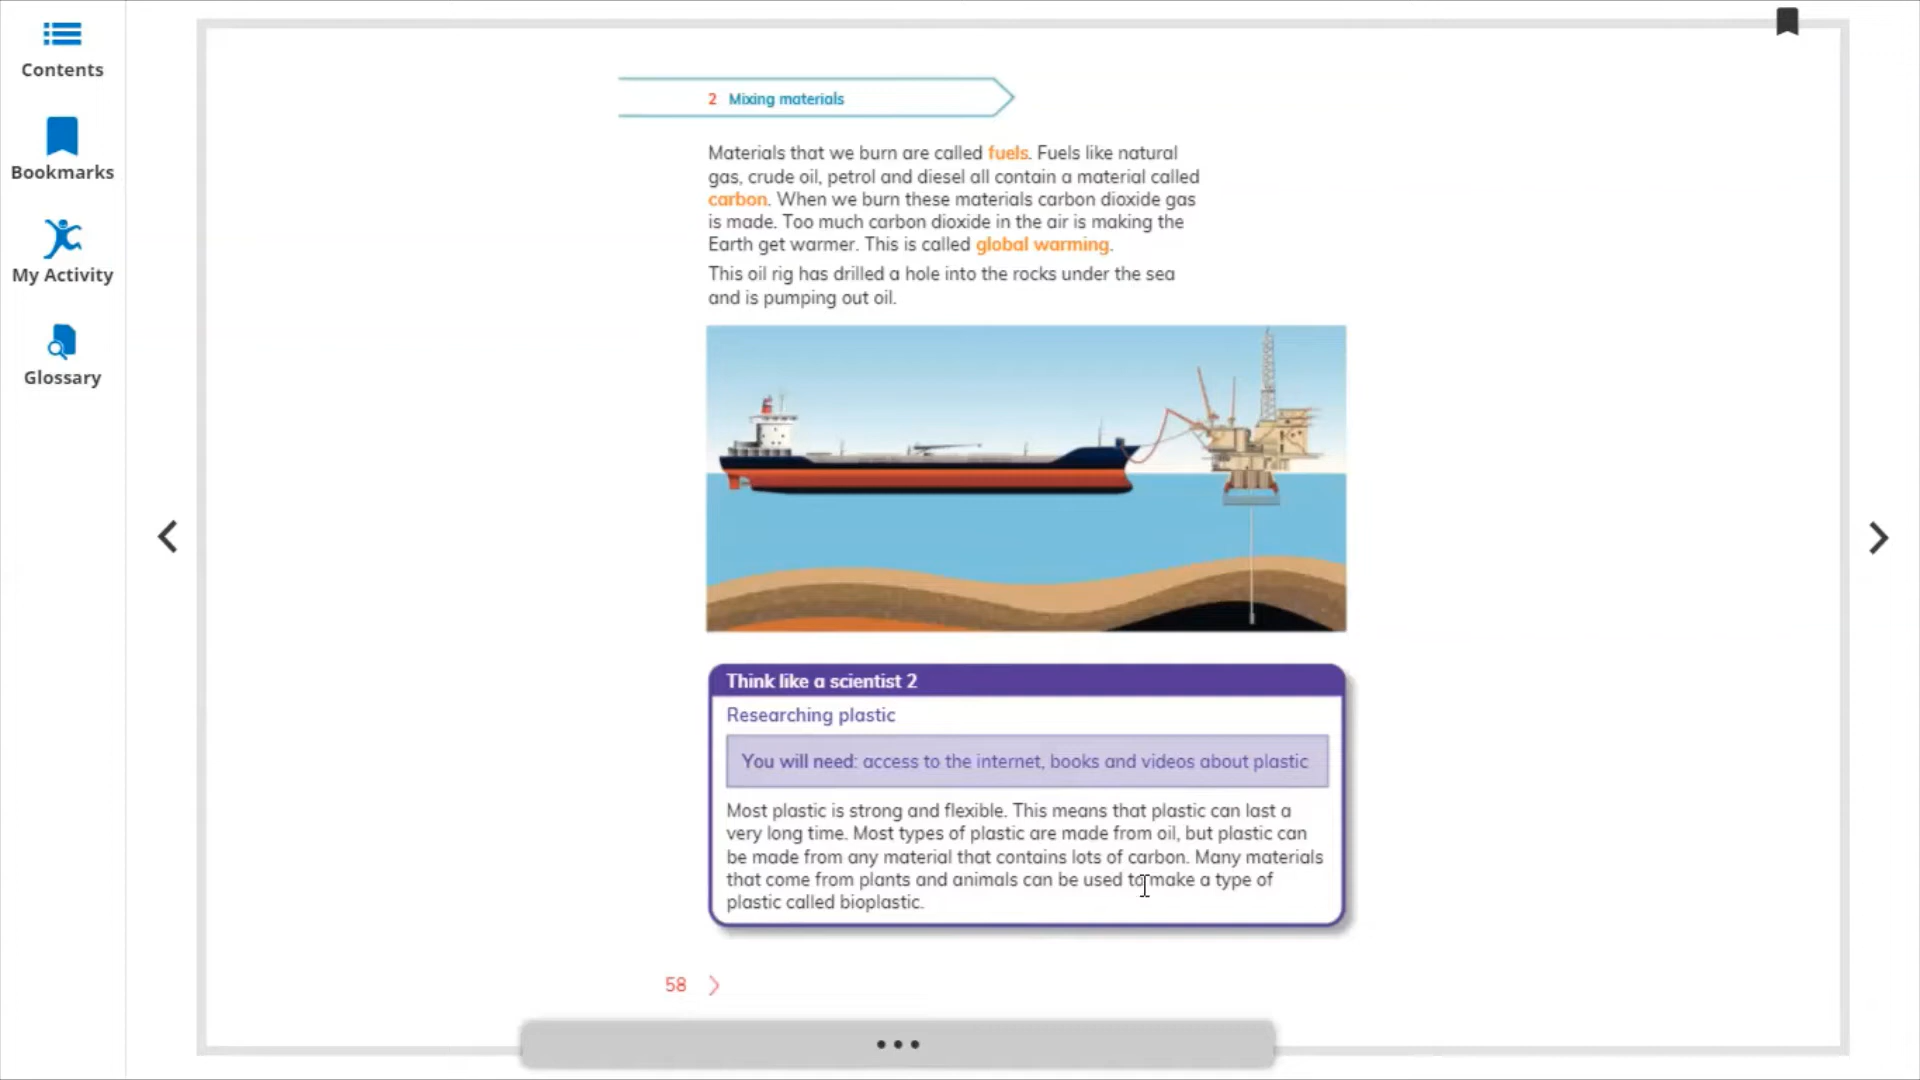 Contents
Bookmarks
My Activity
Glossary
2 Mixing materials
Materials that we burn are called fuels. Fuels like natural
gas, crude oil, petrol and diesel all contain a material called
carbon. When we burn these materials carbon dioxide gas
is made. Too much carbon dioxide in the air is making the
Earth get warmer. This is called global warming.
This oil rig has drilled a hole into the rocks under the sea
and is pumping out oil.
Think like a scientist 2
Researching plastic
You will need: access to the internet, books and videos about plastic
Most plastic is strong and flexible. This means that plastic can last a
very long time. Most types of plastic are made from oil, but plastic can
be made from any material that contains lots of carbon. Many materials
that come from plants and animals can be used to make a type of
plastic called bioplastic.
58